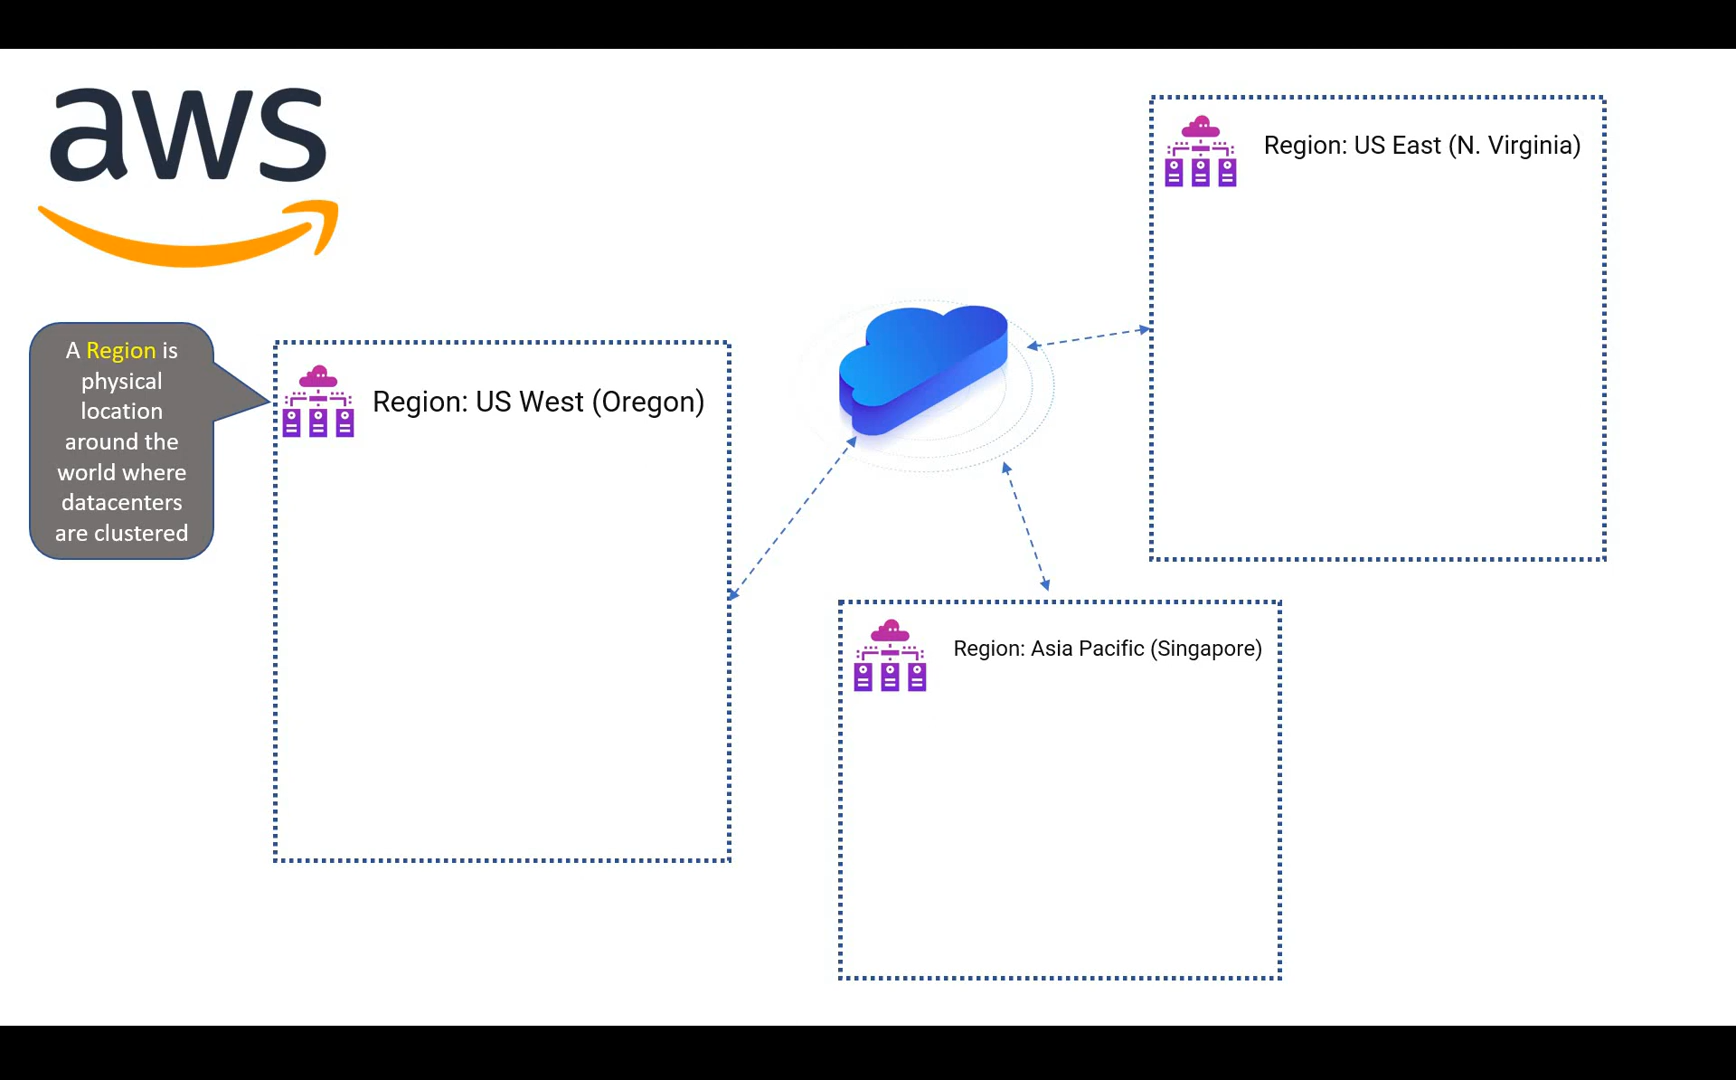 aws
Region: US East (N. Virginia)
A Region is
physical
location
around the
world where
datacenters
are clustered
Region: US West (Oregon)
Region: Asia Pacific (Singapore)